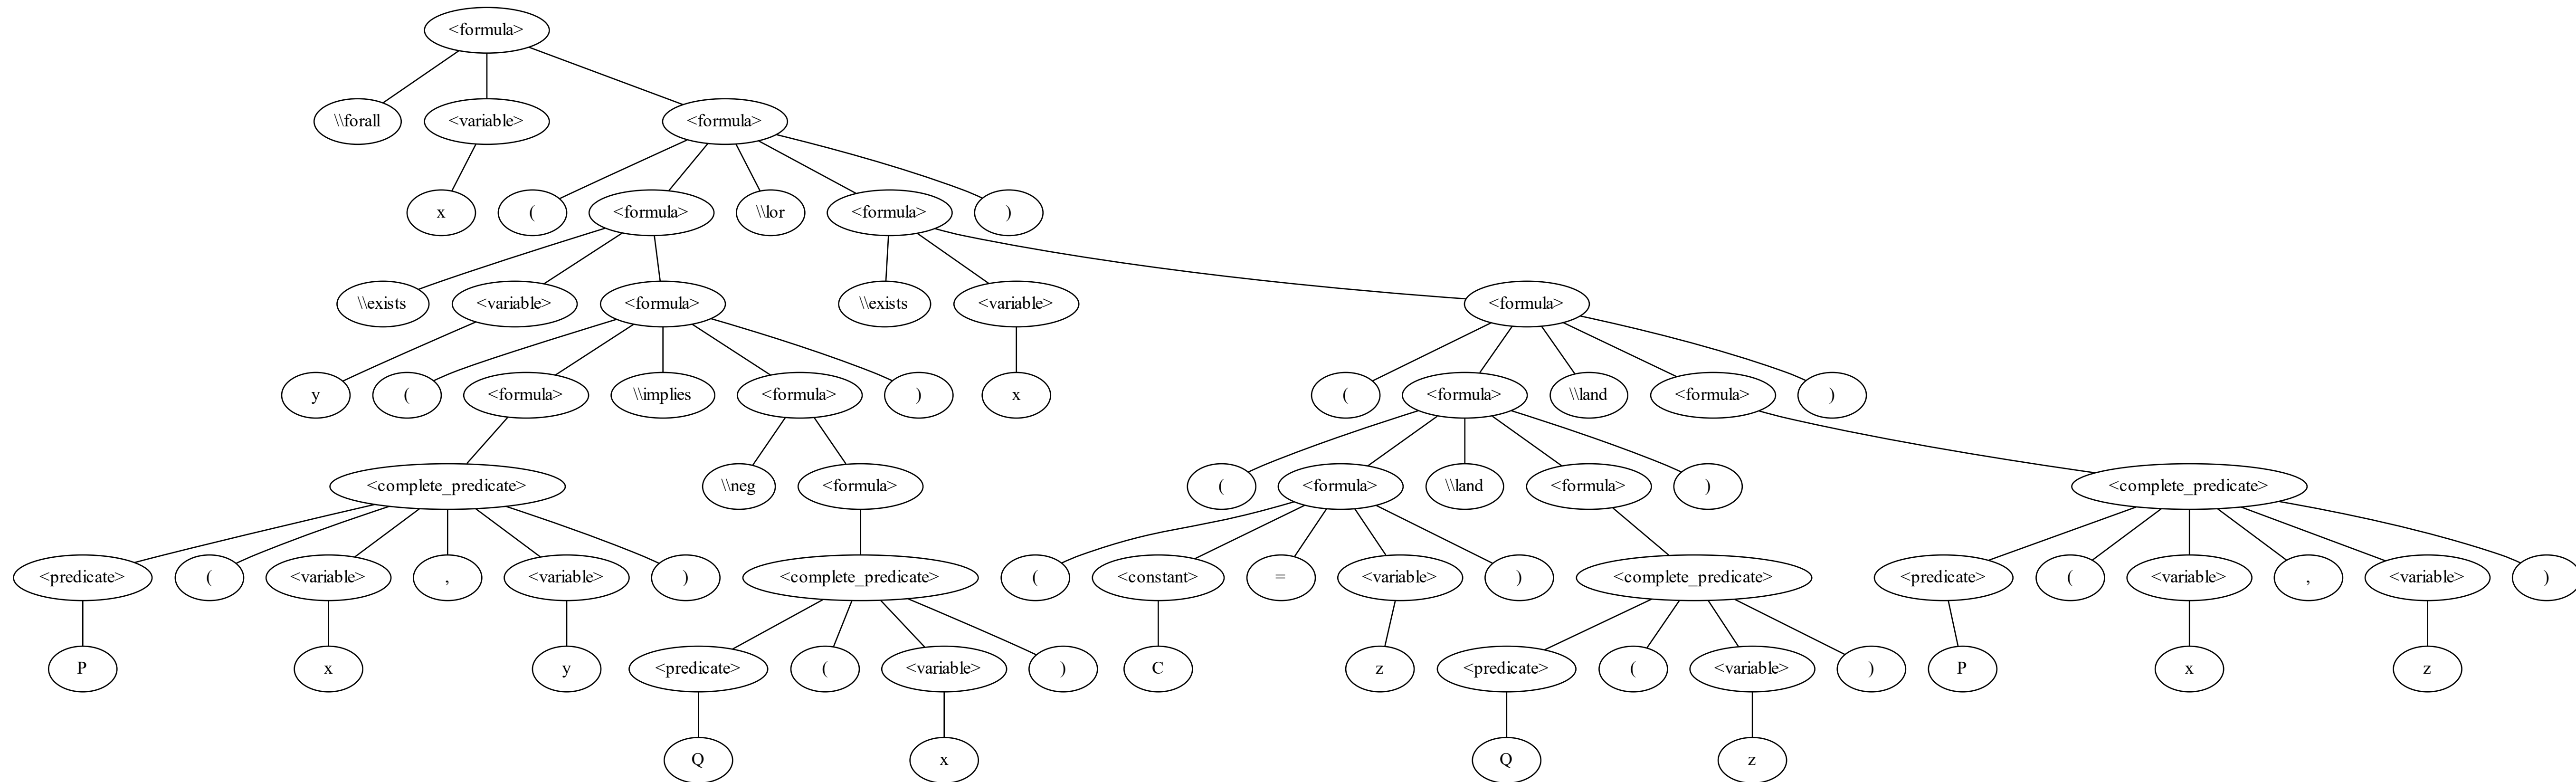 <formula>
\\forall <variable> <formula>
x ( <formula> \\lor <formula> )
\\exists <variable> <formula> \\exists <variable> <formula>
y ( <formula> \\implies <formula> ) x ( <formula> \\land <formula> )
<complete_predicate> \\neg <formula> ( <formula> \\land <formula> ) <complete_predicate>
<predicate> ( <variable> , <variable> ) <complete_predicate> ( <constant> = <variable> ) <complete_predicate> <predicate> ( <variable> , <variable> )
P x y <predicate> ( <variable> ) C z <predicate> ( <variable> ) P x z
Q x Q z